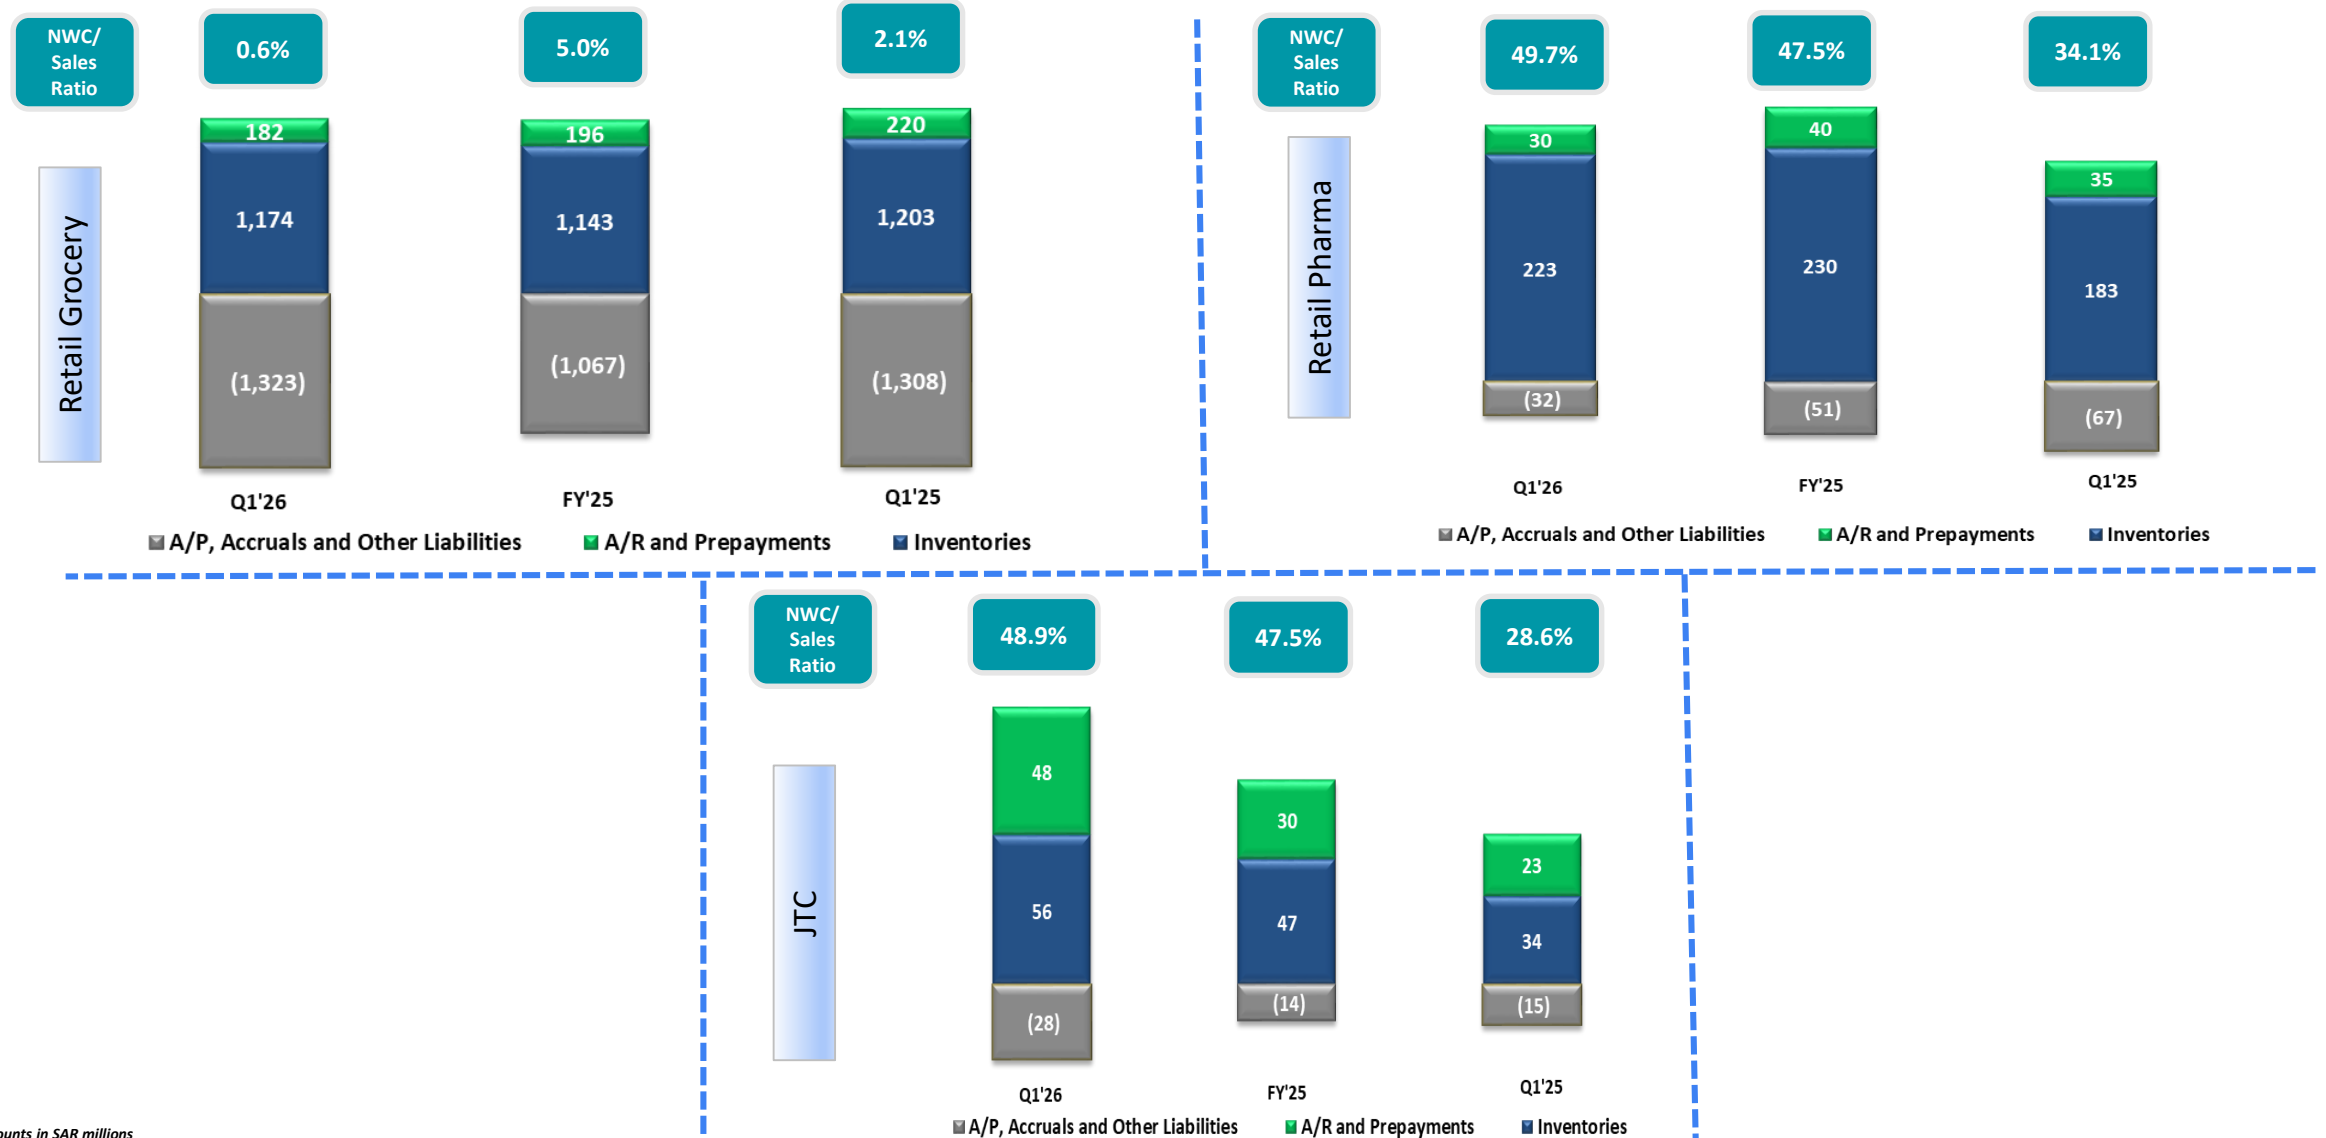 NWC/
Sales
Ratio
0.6%
5.0%
2.1%
Retail Grocery
182
196
220
1,174
1,143
1,203
(1,323)
(1,067)
(1,308)
Q1'26
FY'25
Q1'25
A/P, Accruals and Other Liabilities
A/R and Prepayments
Inventories
NWC/
Sales
Ratio
49.7%
47.5%
34.1%
Retail Pharma
30
40
35
223
230
183
(32)
(51)
(67)
Q1'26
FY'25
Q1'25
A/P, Accruals and Other Liabilities
A/R and Prepayments
Inventories
NWC/
Sales
Ratio
48.9%
47.5%
28.6%
JTC
48
30
23
56
47
34
(28)
(14)
(15)
Q1'26
FY'25
Q1'25
A/P, Accruals and Other Liabilities
A/R and Prepayments
Inventories
ounts in SAR millions